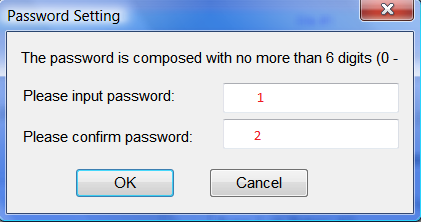 Password Setting
The password is composed with no more than 6 digits (0 -
Please input password: 1
Please confirm password: 2
OK Cancel